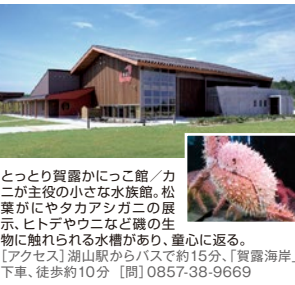 とっとり賀露かにっこ館／カ
ニが主役の小さな水族館。松
葉がにやタカアシガニの展
示、ヒトデやウニなど磯の生
物に触れられる水槽があり、童心に返る。
[アクセス]湖山駅からバスで約15分、「賀露海岸」
下車、徒歩約10分 [問]0857-38-9669